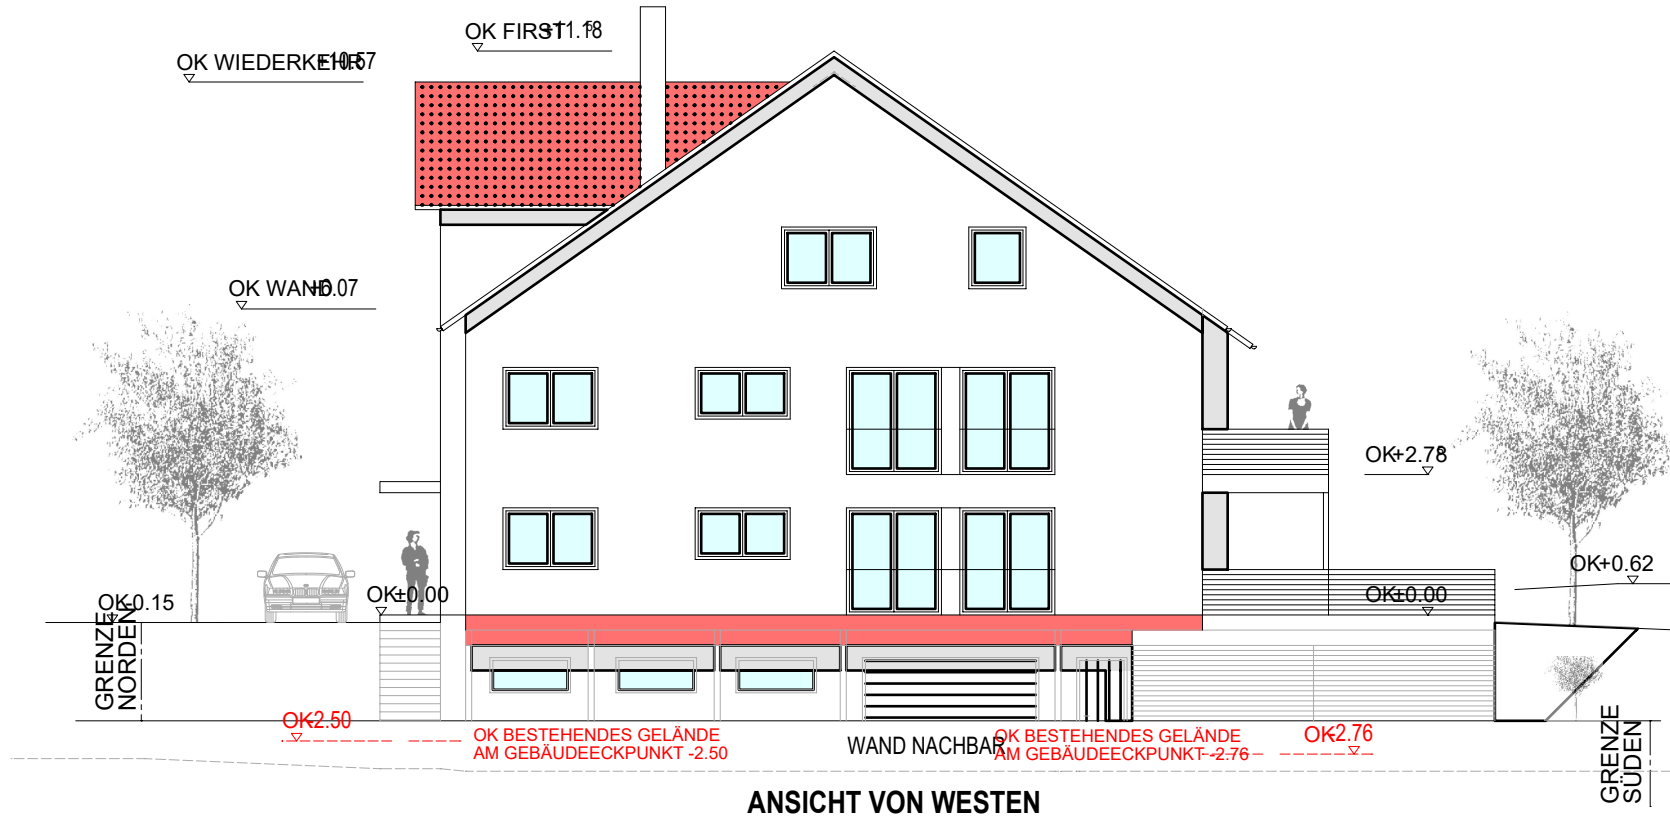 OK FIRST +11.18⁵
OK WIEDERKEHR +10.57
OK WAND +6.07
OK+2.78⁵
OK+0.62
OK±0.00
OK±0.00
OK-0.15
GRENZE
NORDEN
OK-2.50
OK BESTEHENDES GELÄNDE
AM GEBÄUDEECKPUNKT -2.50
WAND NACHBAR
OK BESTEHENDES GELÄNDE
AM GEBÄUDEECKPUNKT -2.76
OK-2.76
GRENZE
SÜDEN
ANSICHT VON WESTEN